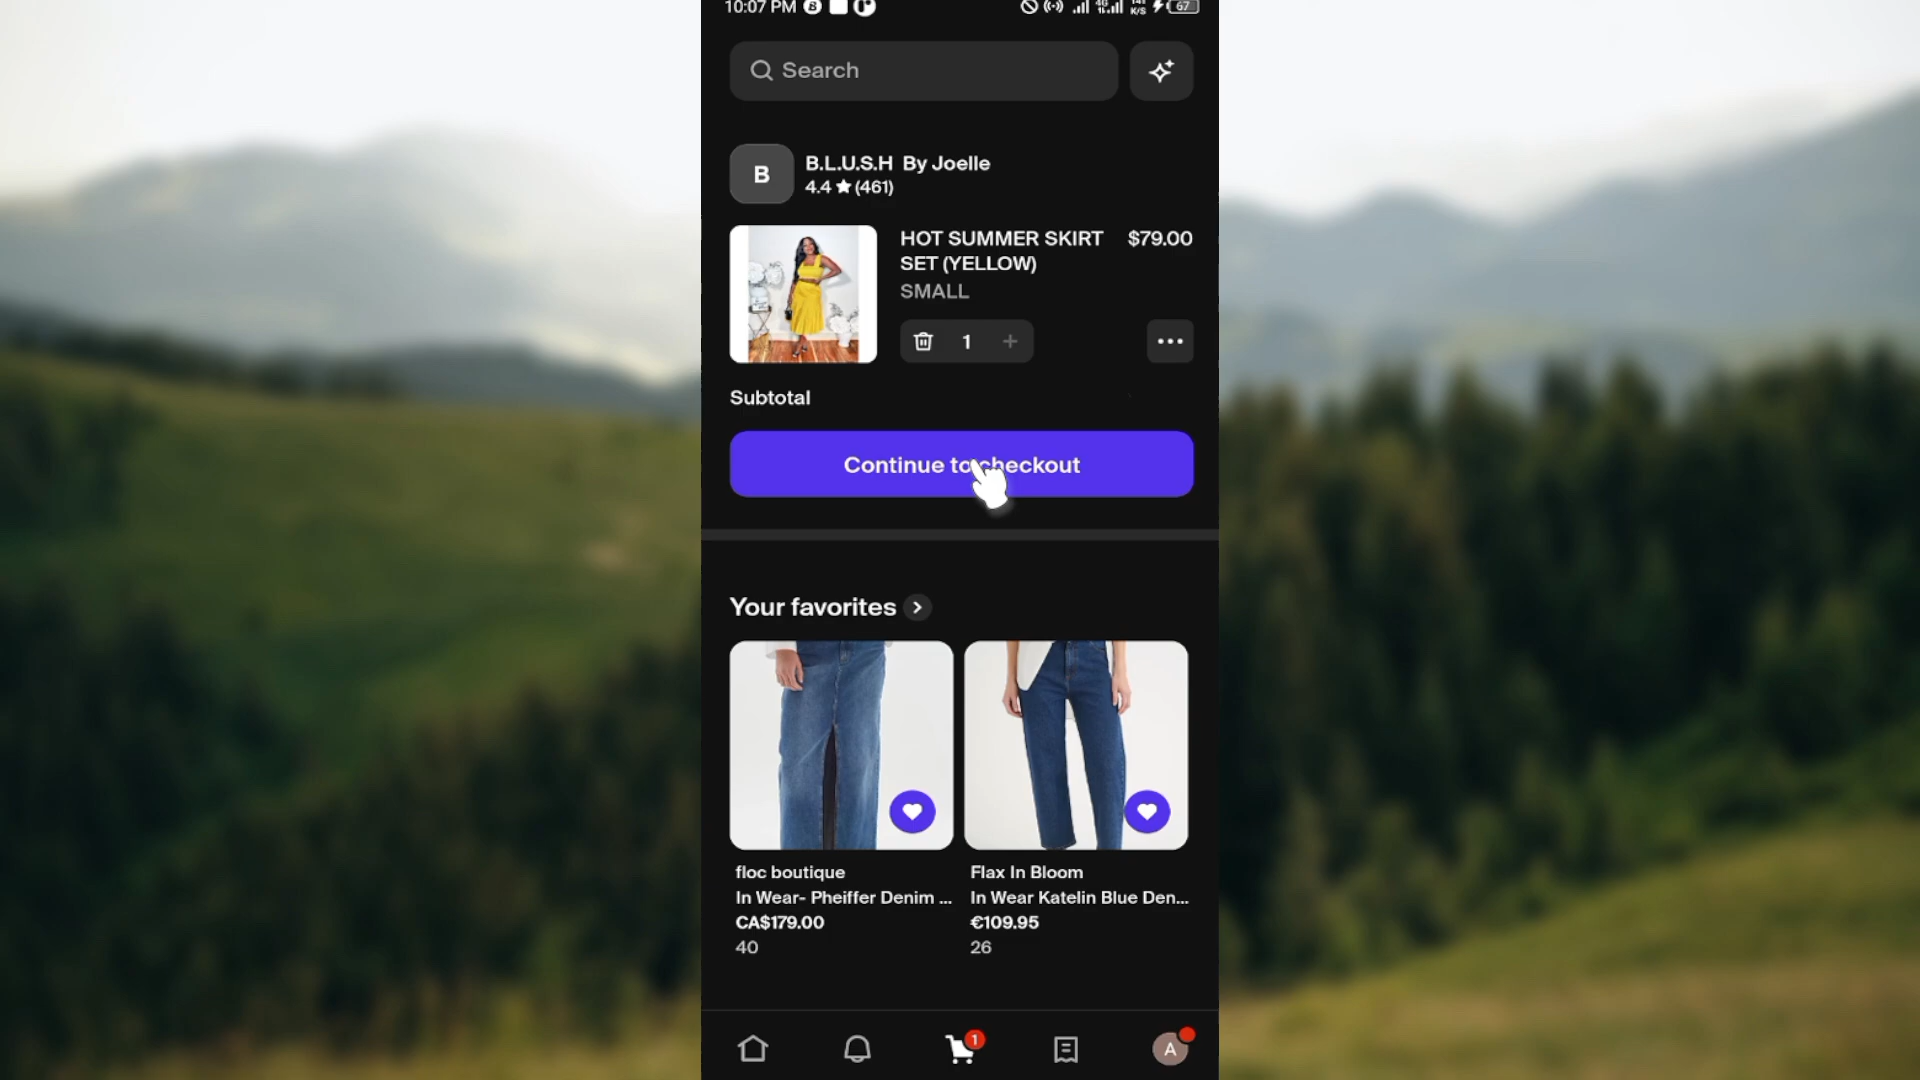 10:07 PM
4G
K/S
67
Search
B
B.L.U.S.H By Joelle
4.4 ★ (461)
HOT SUMMER SKIRT
SET (YELLOW)
$79.00
SMALL
1
Subtotal
Continue to checkout
Your favorites
floc boutique
In Wear- Pheiffer Denim ...
CA$179.00
40
Flax In Bloom
In Wear Katelin Blue Den...
€109.95
26
1
A